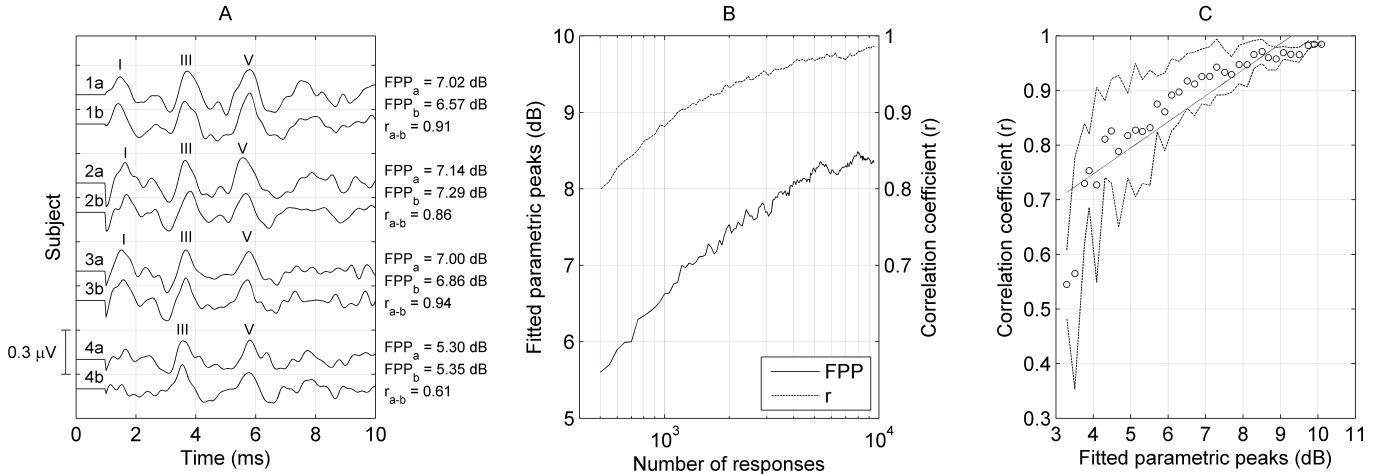 A
I
III
V
1a
FPPa = 7.02 dB
1b
FPPb = 6.57 dB
ra-b = 0.91
I
III
V
2a
FPPa = 7.14 dB
2b
FPPb = 7.29 dB
ra-b = 0.86
I
III
V
3a
FPPa = 7.00 dB
3b
FPPb = 6.86 dB
ra-b = 0.94
III
V
4a
FPPa = 5.30 dB
4b
FPPb = 5.35 dB
ra-b = 0.61
0.3 µV
Subject
0 2 4 6 8 10
Time (ms)
B
10
9
8
7
6
5
Fitted parametric peaks (dB)
1
0.9
0.8
0.7
Correlation coefficient (r)
FPP
r
10^3 10^4
Number of responses
C
1
0.9
0.8
0.7
0.6
0.5
0.4
0.3
Correlation coefficient (r)
3 4 5 6 7 8 9 10 11
Fitted parametric peaks (dB)